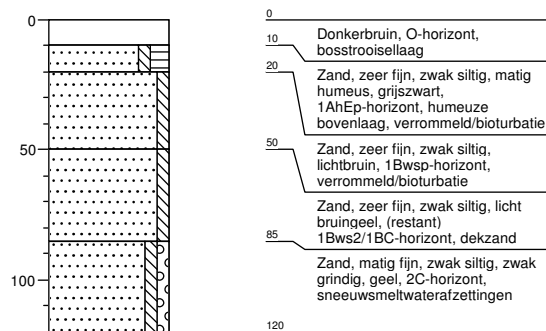 0
50
100
0
Donkerbruin, O-horizont,
bosstrooisellaag
10
Zand, zeer fijn, zwak siltig, matig
humeus, grijszwart,
1AhEp-horizont, humeuze
bovenlaag, verrommeld/bioturbatie
20
Zand, zeer fijn, zwak siltig,
lichtbruin, 1Bwsp-horizont,
verrommeld/bioturbatie
50
Zand, zeer fijn, zwak siltig, licht
bruingeel, (restant)
1Bws2/1BC-horizont, dekzand
85
Zand, matig fijn, zwak siltig, zwak
grindig, geel, 2C-horizont,
sneeuwsmeltwaterafzettingen
120